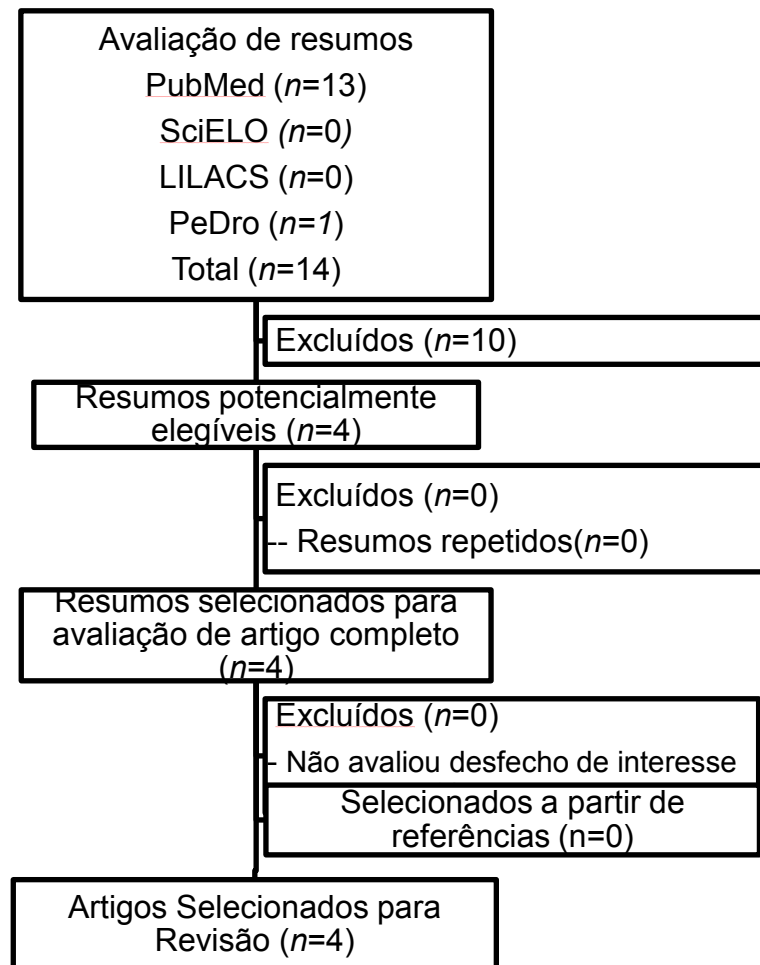 Avaliação de resumos
PubMed (n=13)
SciELO (n=0)
LILACS (n=0)
PeDro (n=1)
Total (n=14)
Excluídos (n=10)
Resumos potencialmente
elegíveis (n=4)
Excluídos (n=0)
-- Resumos repetidos(n=0)
Resumos selecionados para
avaliação de artigo completo
(n=4)
Excluídos (n=0)
- Não avaliou desfecho de interesse
Selecionados a partir de
referências (n=0)
Artigos Selecionados para
Revisão (n=4)